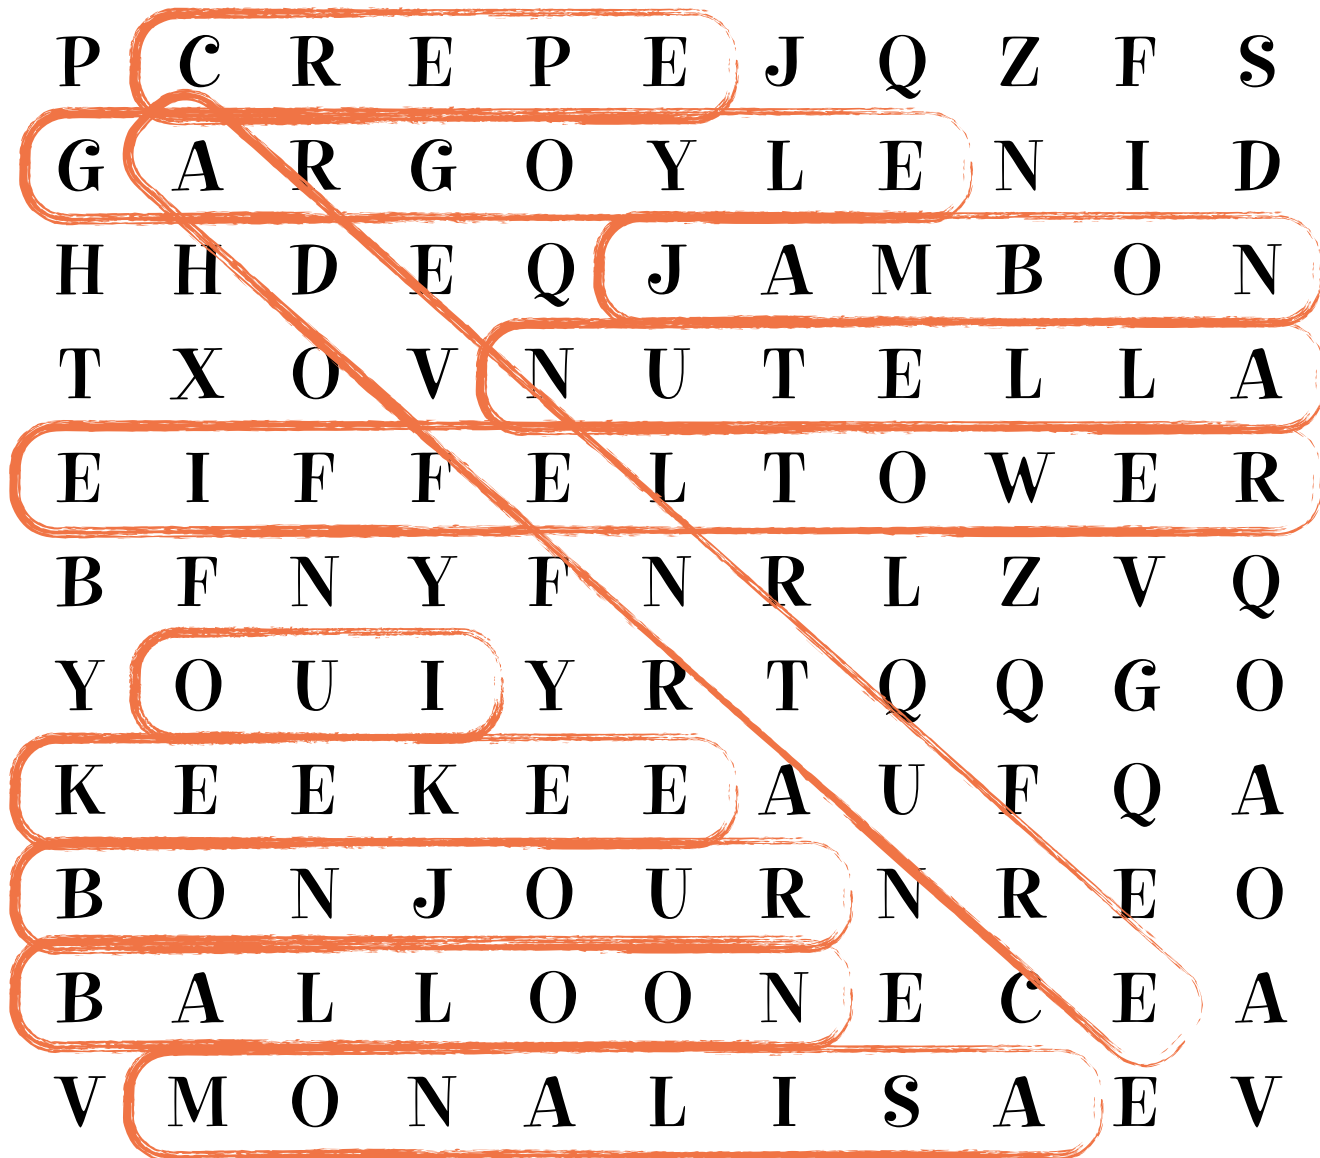 P C R E P E J Q Z F S
G A R G O Y L E N I D
H H D E Q J A M B O N
T X O V N U T E L L A
E I F F E L T O W E R
B F N Y F N R L Z V Q
Y O U I Y R T Q Q G O
K E E K E E A U F Q A
B O N J O U R N R E O
B A L L O O N E C E A
V M O N A L I S A E V